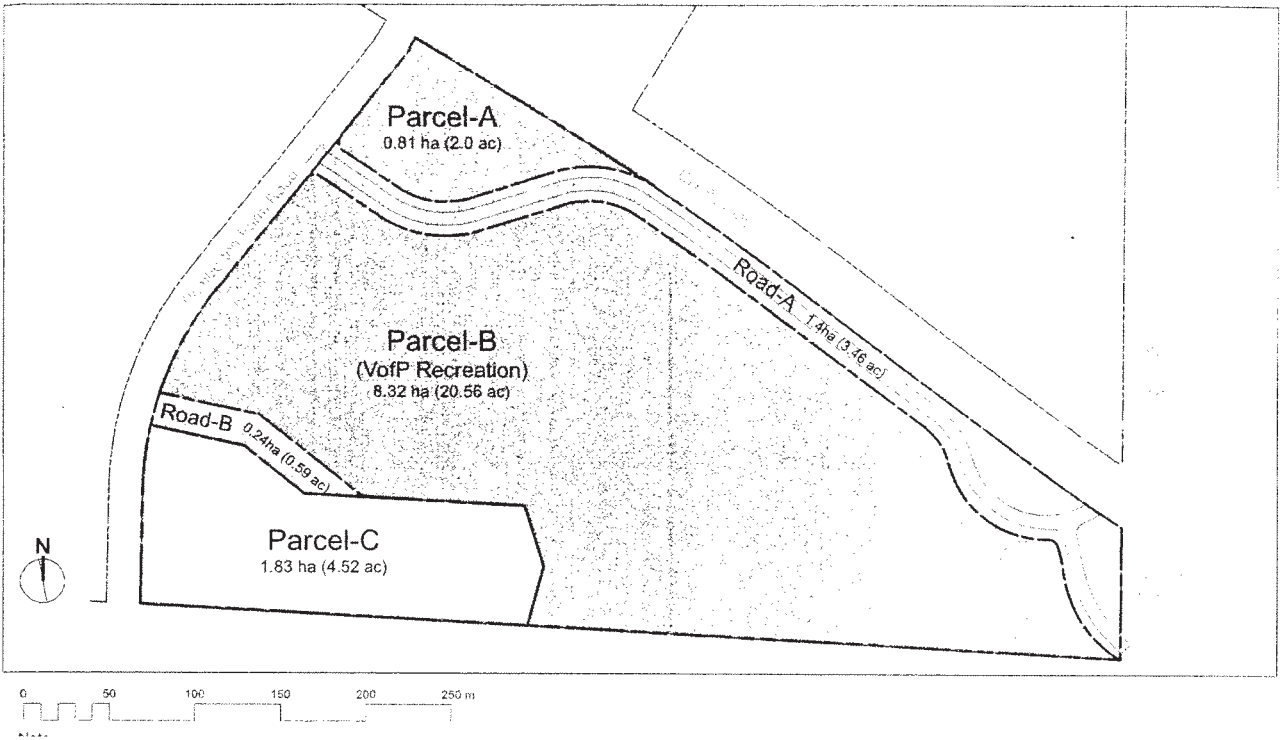 Parcel-A
0.81 ha (2.0 ac)
Road-A 1.4ha (3.46 ac)
Parcel-B
(VofP Recreation)
8.32 ha (20.56 ac)
Road-B 0.24ha (0.59 ac)
Parcel-C
1.83 ha (4.52 ac)
N
0 50 100 150 200 250 m
Note